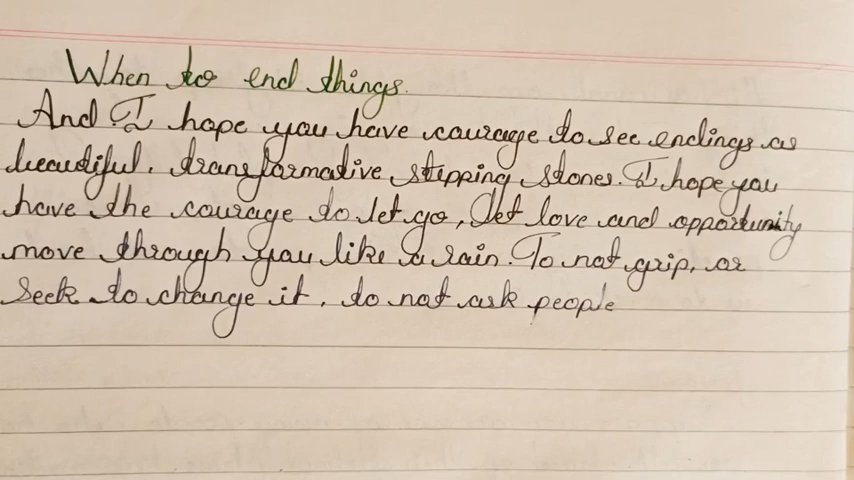 When to end things.
And I hope you have courage to see endings as
beautiful, transformative stepping stones. I hope you
have the courage to let go, let love and opportunity
move through you like a rain. To not grip, or
seek to change it, to not ask people